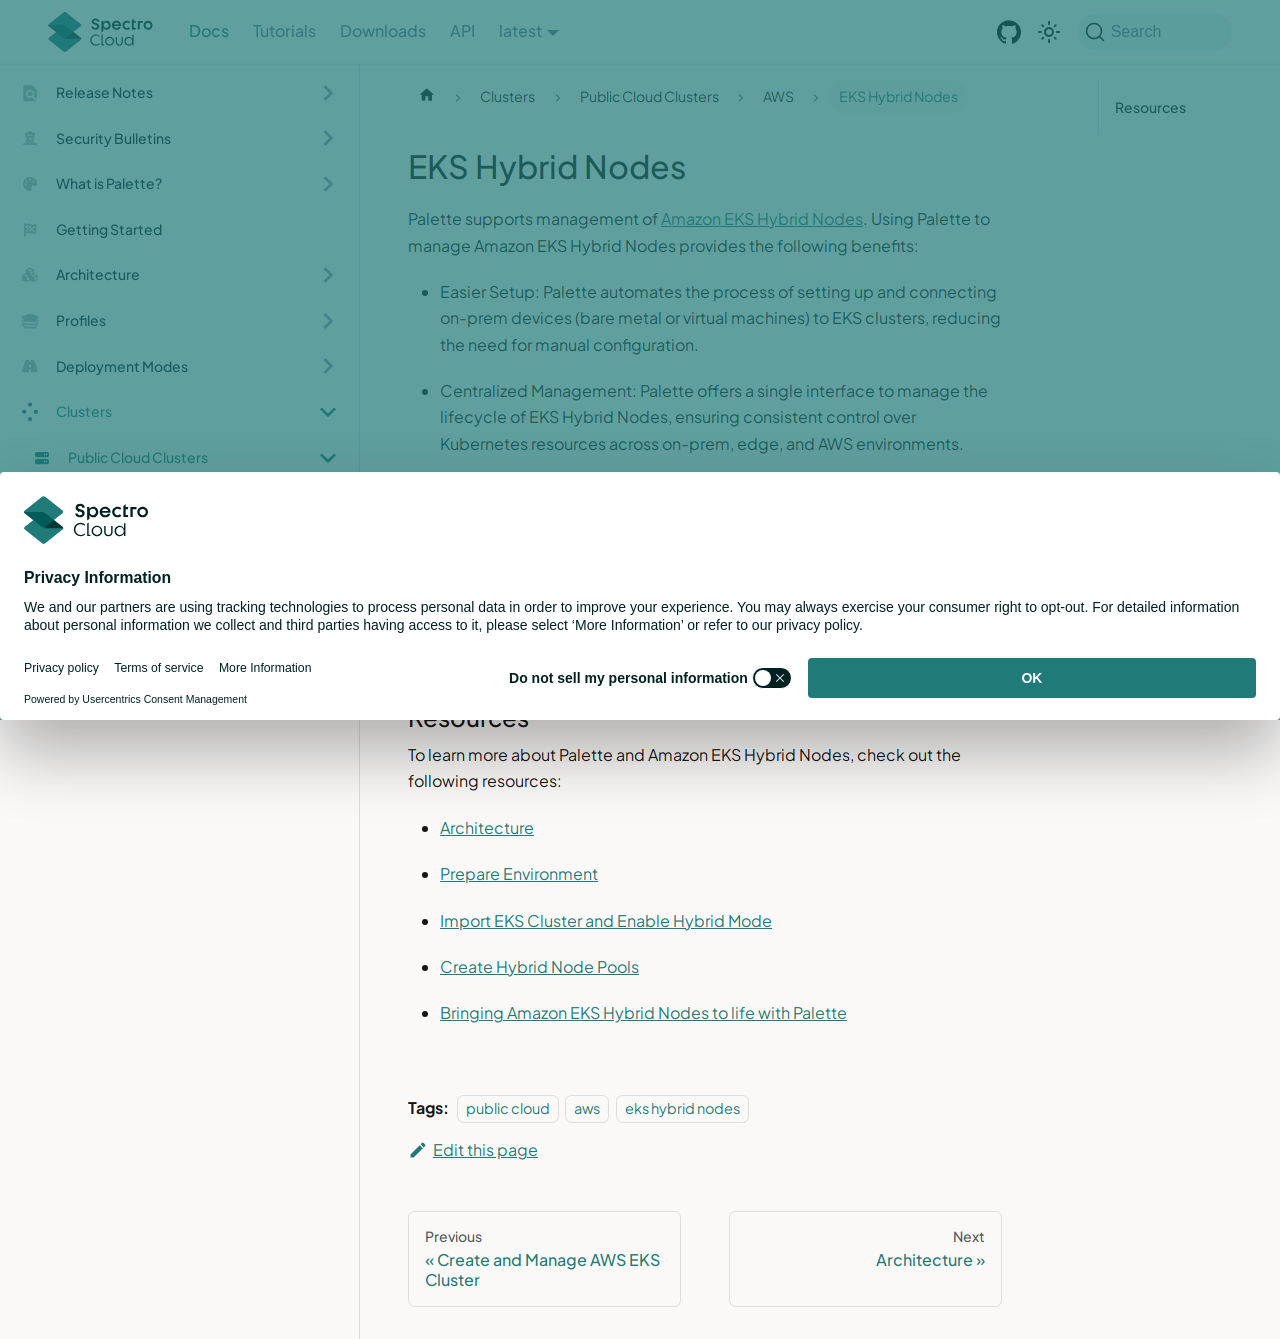 Spectro Cloud
Docs
Tutorials
Downloads
API
latest
Search
Release Notes
Security Bulletins
What is Palette?
Getting Started
Architecture
Profiles
Deployment Modes
Clusters
Public Cloud Clusters
Clusters
Public Cloud Clusters
AWS
EKS Hybrid Nodes
Resources
EKS Hybrid Nodes
Palette supports management of Amazon EKS Hybrid Nodes. Using Palette to
manage Amazon EKS Hybrid Nodes provides the following benefits:
Easier Setup: Palette automates the process of setting up and connecting
on-prem devices (bare metal or virtual machines) to EKS clusters, reducing
the need for manual configuration.
Centralized Management: Palette offers a single interface to manage the
lifecycle of EKS Hybrid Nodes, ensuring consistent control over
Kubernetes resources across on-prem, edge, and AWS environments.
Spectro
Cloud
Privacy Information
We and our partners are using tracking technologies to process personal data in order to improve your experience. You may always exercise your consumer right to opt-out. For detailed information
about personal information we collect and third parties having access to it, please select ‘More Information’ or refer to our privacy policy.
Privacy policy
Terms of service
More Information
Do not sell my personal information
OK
Powered by Usercentrics Consent Management
Resources
To learn more about Palette and Amazon EKS Hybrid Nodes, check out the
following resources:
Architecture
Prepare Environment
Import EKS Cluster and Enable Hybrid Mode
Create Hybrid Node Pools
Bringing Amazon EKS Hybrid Nodes to life with Palette
Tags: public cloud aws eks hybrid nodes
Edit this page
Previous
« Create and Manage AWS EKS
Cluster
Next
Architecture »